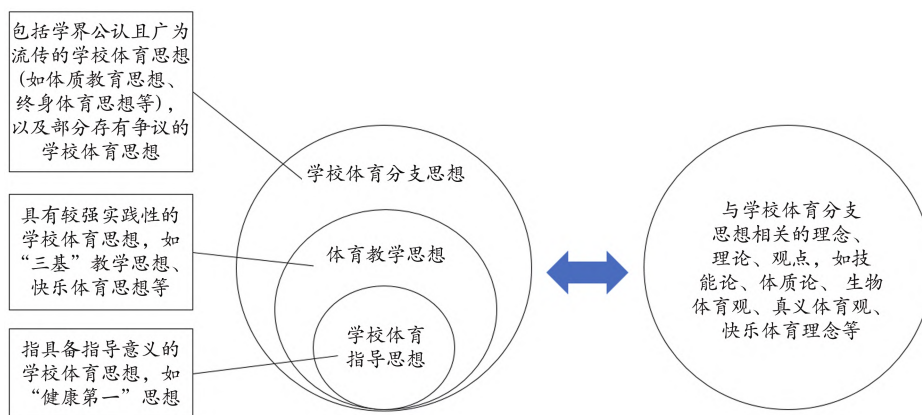 包括学界公认且广为
流传的学校体育思想
(如体质教育思想、
终身体育思想等),
以及部分存有争议的
学校体育思想
具有较强实践性的
学校体育思想, 如
“三基”教学思想、
快乐体育思想等
指具备指导意义的
学校体育思想, 如
“健康第一”思想
学校体育分支思想
体育教学思想
学校体育
指导思想
与学校体育分支
思想相关的理念、
理论、观点, 如技
能论、体质论、生物
体育观、真义体育观、
快乐体育理念等